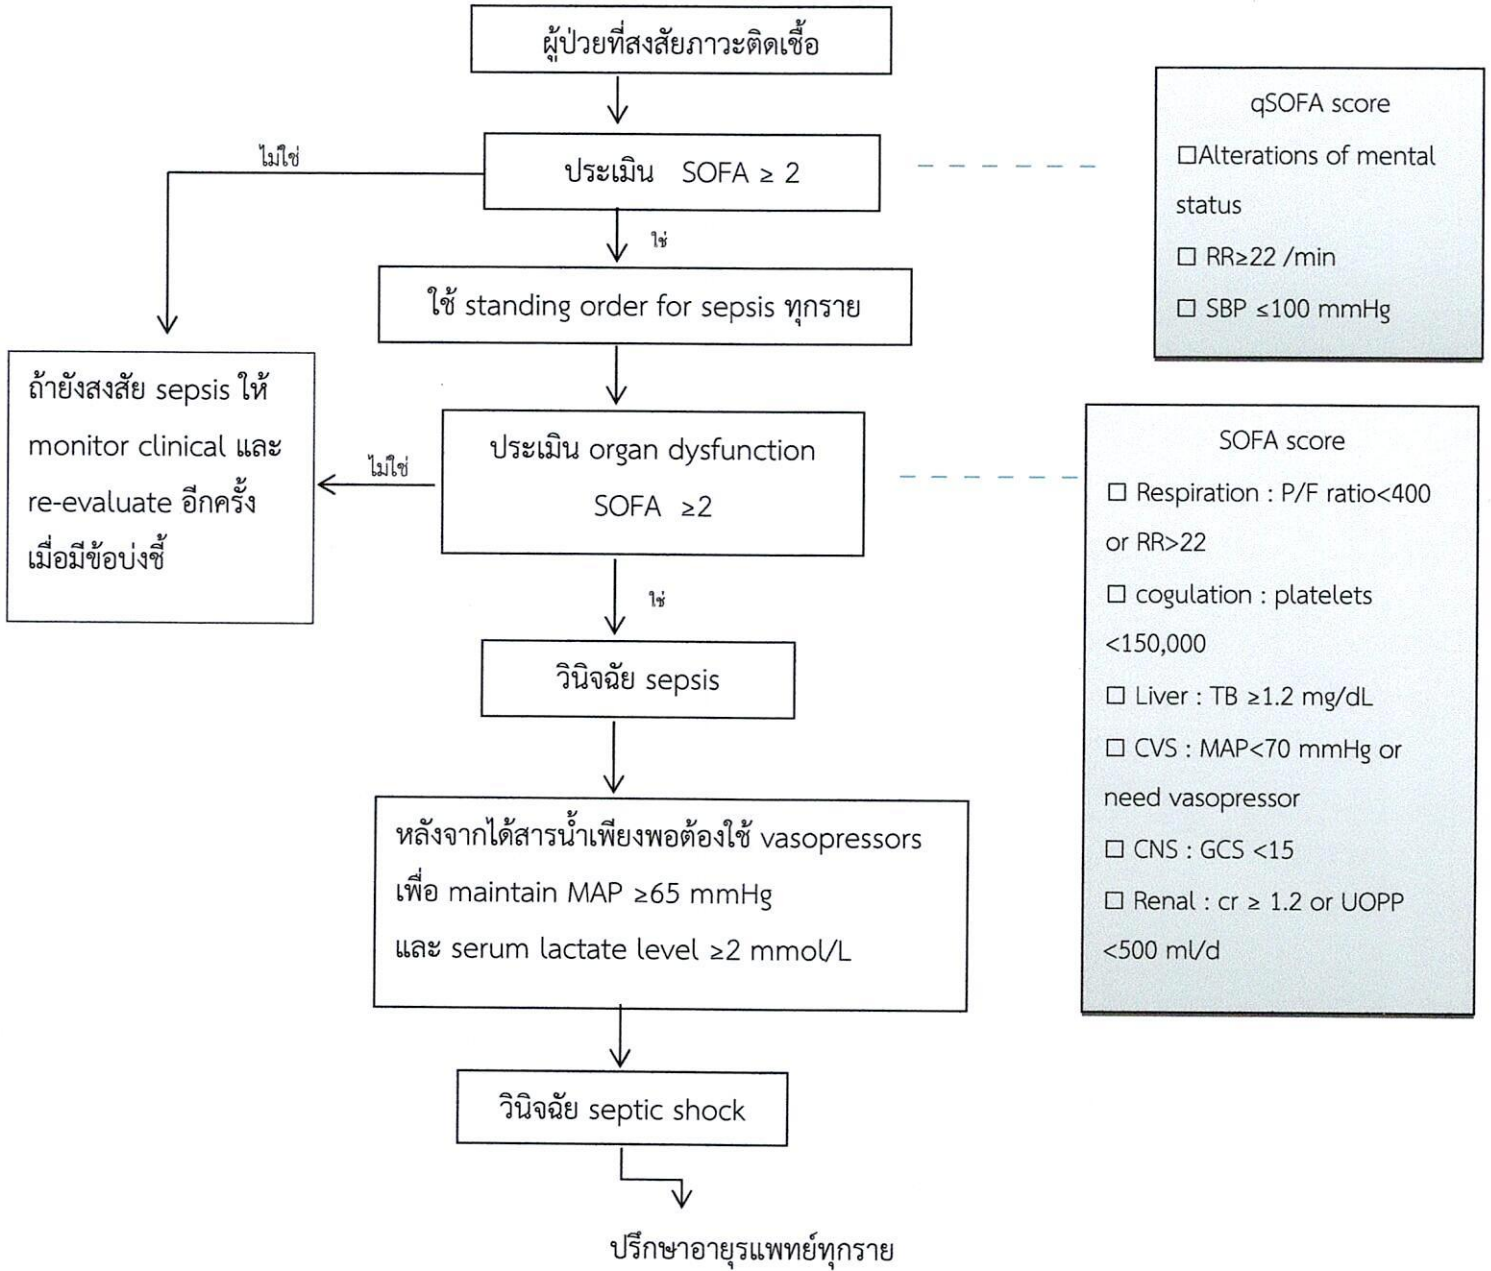 ผู้ป่วยที่สงสัยภาวะติดเชื้อ
ไม่ใช่
ประเมิน SOFA ≥ 2
ใช่
ใช้ standing order for sepsis ทุกราย
ถ้ายังสงสัย sepsis ให้
monitor clinical และ
re-evaluate อีกครั้ง
เมื่อมีข้อบ่งชี้
ไม่ใช่
ประเมิน organ dysfunction
SOFA ≥2
ใช่
วินิจฉัย sepsis
หลังจากได้สารน้ำเพียงพอต้องใช้ vasopressors
เพื่อ maintain MAP ≥65 mmHg
และ serum lactate level ≥2 mmol/L
วินิจฉัย septic shock
ปรึกษาอายุรแพทย์ทุกราย
qSOFA score
☐Alterations of mental
status
☐ RR≥22 /min
☐ SBP ≤100 mmHg
SOFA score
☐ Respiration : P/F ratio<400
or RR>22
☐ cogulation : platelets
<150,000
☐ Liver : TB ≥1.2 mg/dL
☐ CVS : MAP<70 mmHg or
need vasopressor
☐ CNS : GCS <15
☐ Renal : cr ≥ 1.2 or UOPP
<500 ml/d